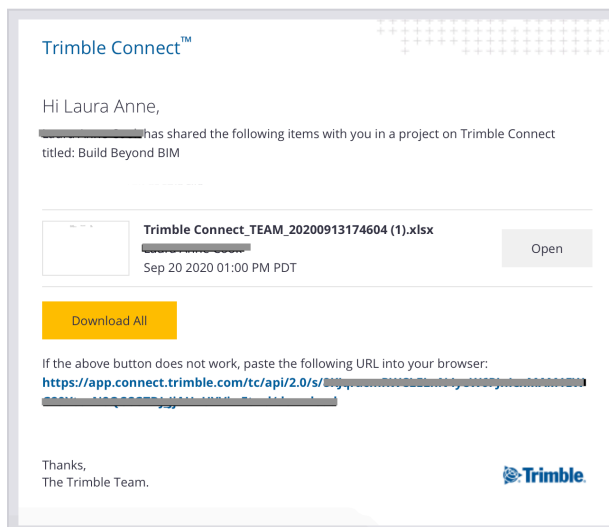 Trimble Connect™
Hi Laura Anne,
has shared the following items with you in a project on Trimble Connect
titled: Build Beyond BIM
Trimble Connect_TEAM_20200913174604 (1).xlsx
Open
Sep 20 2020 01:00 PM PDT
Download All
If the above button does not work, paste the following URL into your browser:
https://app.connect.trimble.com/tc/api/2.0/s/
Thanks,
The Trimble Team.
Trimble.